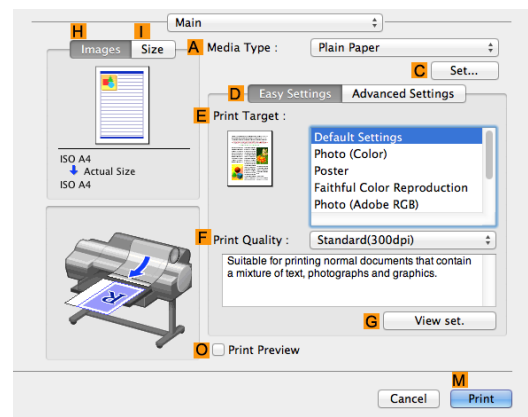 Main
H
I
Images
Size
A
Media Type :
Plain Paper
C
Set...
D
Easy Settings
Advanced Settings
E
Print Target :
Default Settings
Photo (Color)
Poster
Faithful Color Reproduction
Photo (Adobe RGB)
ISO A4
Actual Size
ISO A4
F
Print Quality :
Standard(300dpi)
Suitable for printing normal documents that contain
a mixture of text, photographs and graphics.
R
G
View set.
O
Print Preview
M
Cancel
Print